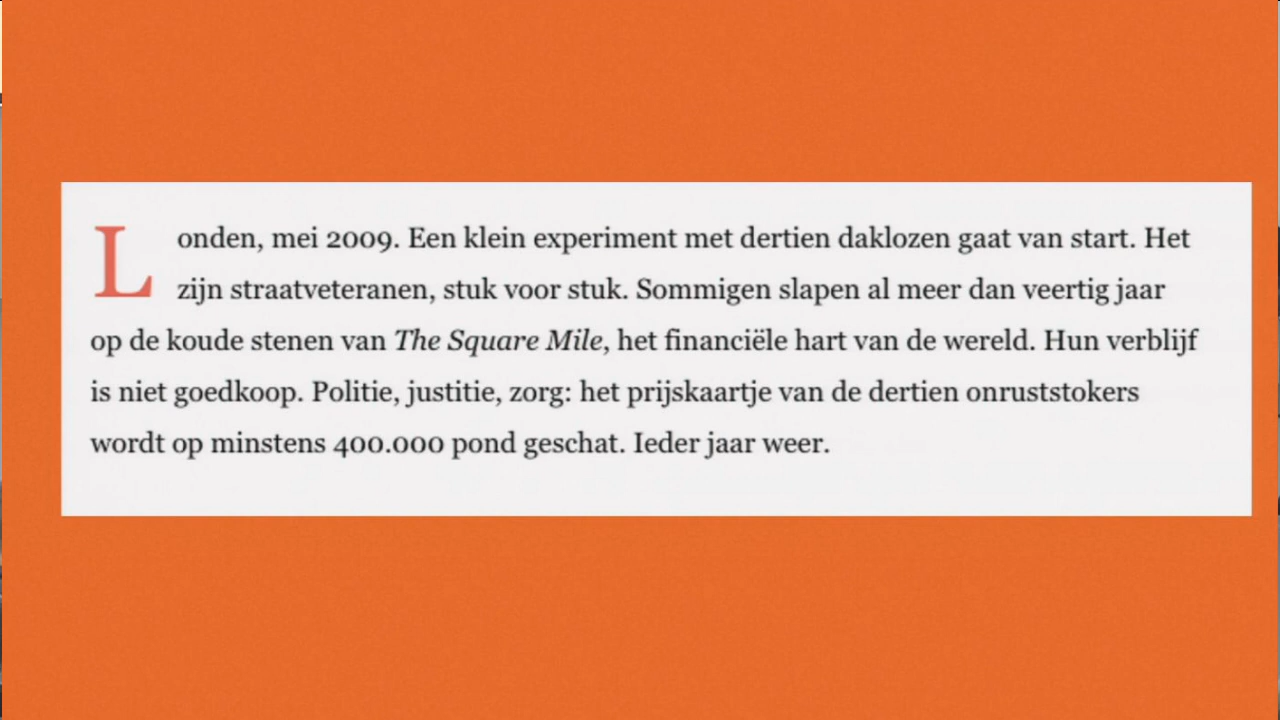 Londen, mei 2009. Een klein experiment met dertien daklozen gaat van start. Het
zijn straatveteranen, stuk voor stuk. Sommigen slapen al meer dan veertig jaar
op de koude stenen van The Square Mile, het financiële hart van de wereld. Hun verblijf
is niet goedkoop. Politie, justitie, zorg: het prijskaartje van de dertien onruststokers
wordt op minstens 400.000 pond geschat. Ieder jaar weer.